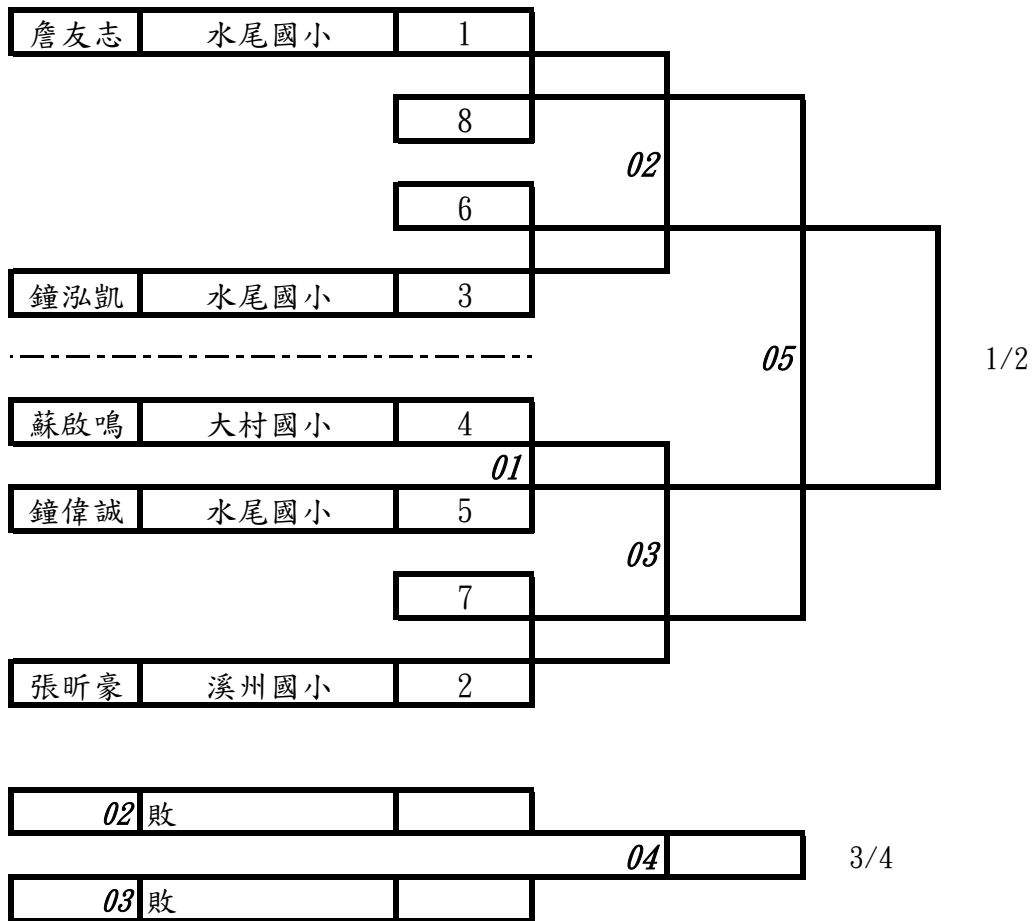 詹友志 水尾國小 1
8
02
6
鐘泓凱 水尾國小 3
05 1/2
蘇啟鳴 大村國小 4
01
鐘偉誠 水尾國小 5
03
7
張昕豪 溪州國小 2
02 敗
04 3/4
03 敗